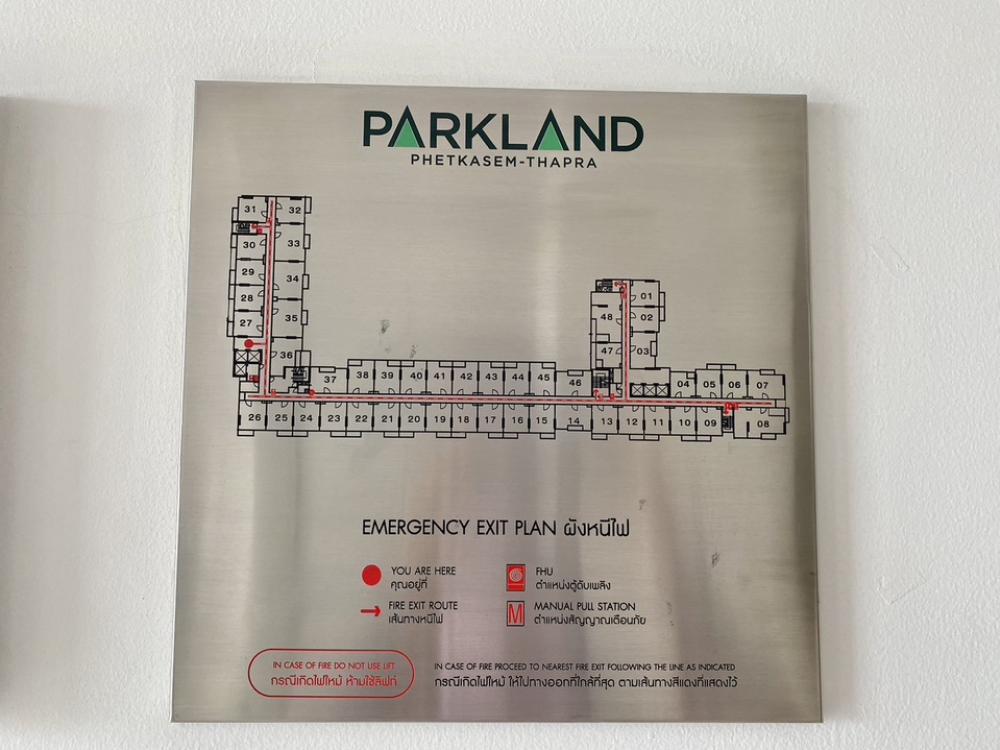 PARKLAND
PHETKASEM-THAPRA
31 32
33
30
29
34
28
01
35
48
02
27
47
03
36
37 38 39 40 41 42 43 44 45 46 04 05 06 07
26 25 24 23 22 21 20 19 18 17 16 15 14 13 12 11 10 09 08
EMERGENCY EXIT PLAN ผังหนีไฟ
YOU ARE HERE
คุณอยู่ที่
FHU
ตำแหน่งตู้ดับเพลิง
FIRE EXIT ROUTE
เส้นทางหนีไฟ
M
MANUAL PULL STATION
ตำแหน่งสัญญาณเตือนภัย
IN CASE OF FIRE DO NOT USE LIFT
กรณีเกิดไฟไหม้ ห้ามใช้ลิฟท์
IN CASE OF FIRE PROCEED TO NEAREST FIRE EXIT FOLLOWING THE LINE AS INDICATED
กรณีเกิดไฟไหม้ ให้ไปทางออกที่ใกล้ที่สุด ตามเส้นทางสีแดงที่แสดงไว้